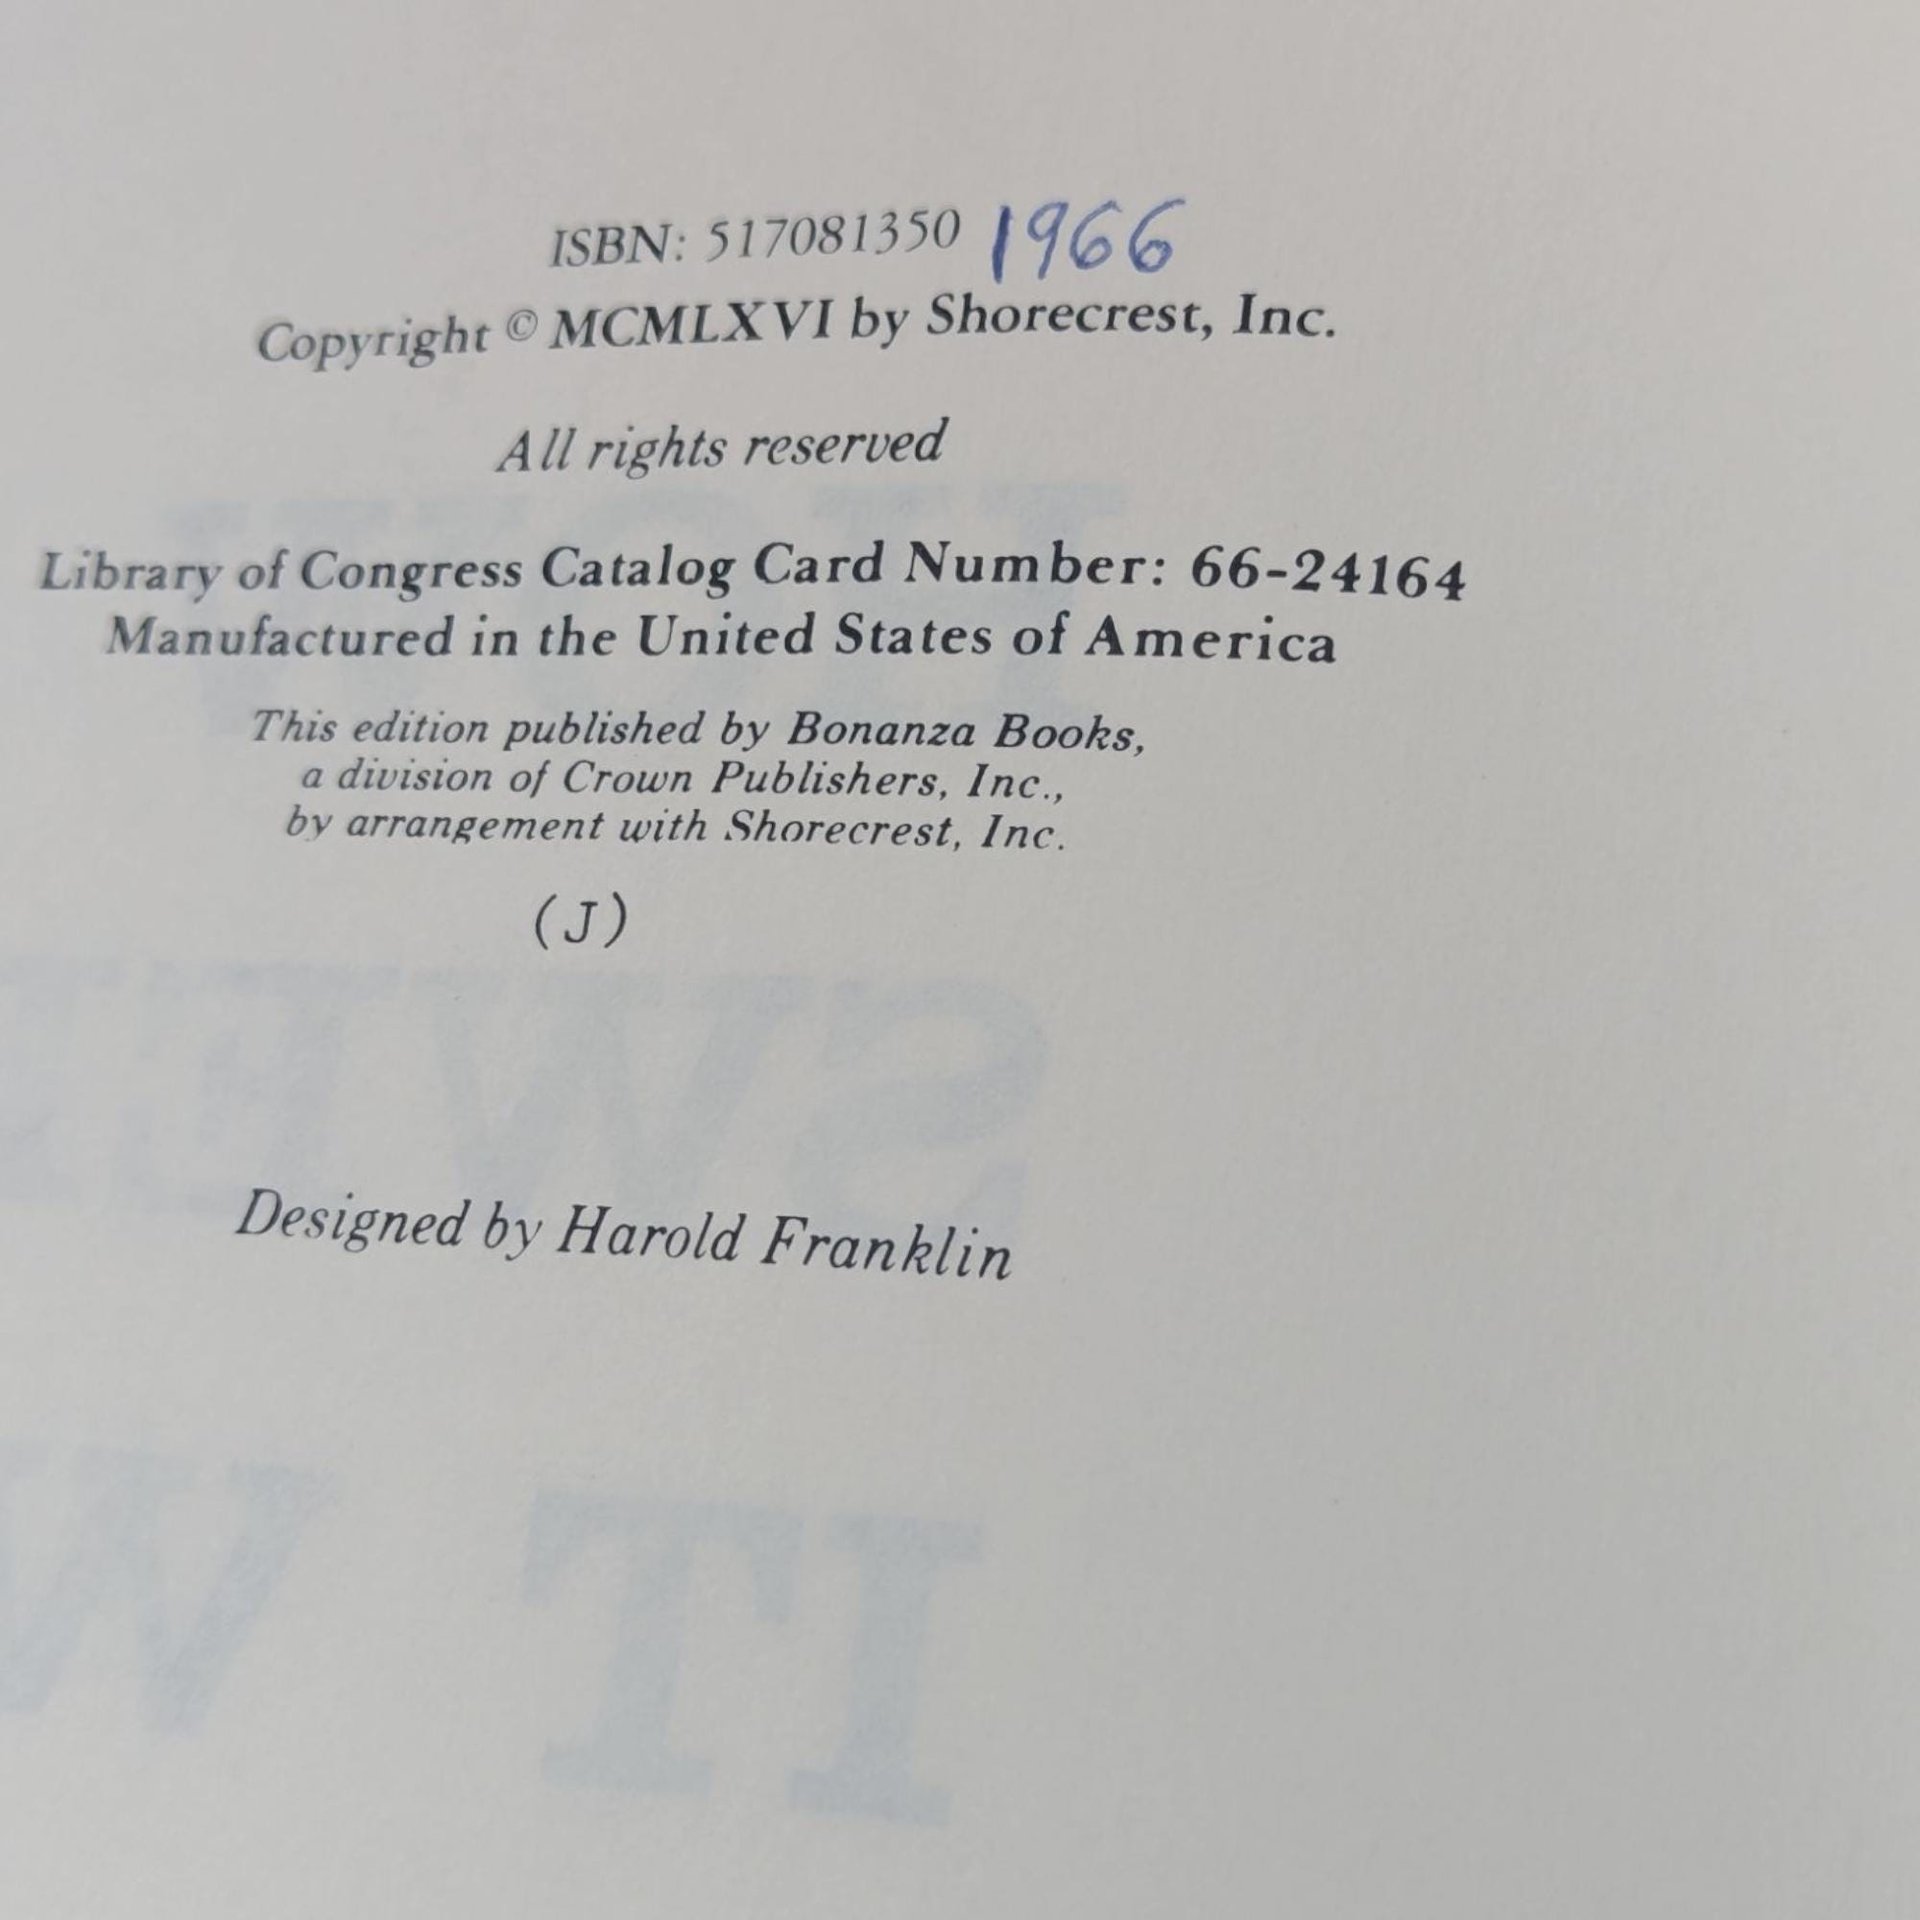 ISBN: 517081350 1966
Copyright © MCMLXVI by Shorecrest, Inc.
All rights reserved
Library of Congress Catalog Card Number: 66-24164
Manufactured in the United States of America
This edition published by Bonanza Books,
a division of Crown Publishers, Inc.,
by arrangement with Shorecrest, Inc.
(J)
Designed by Harold Franklin